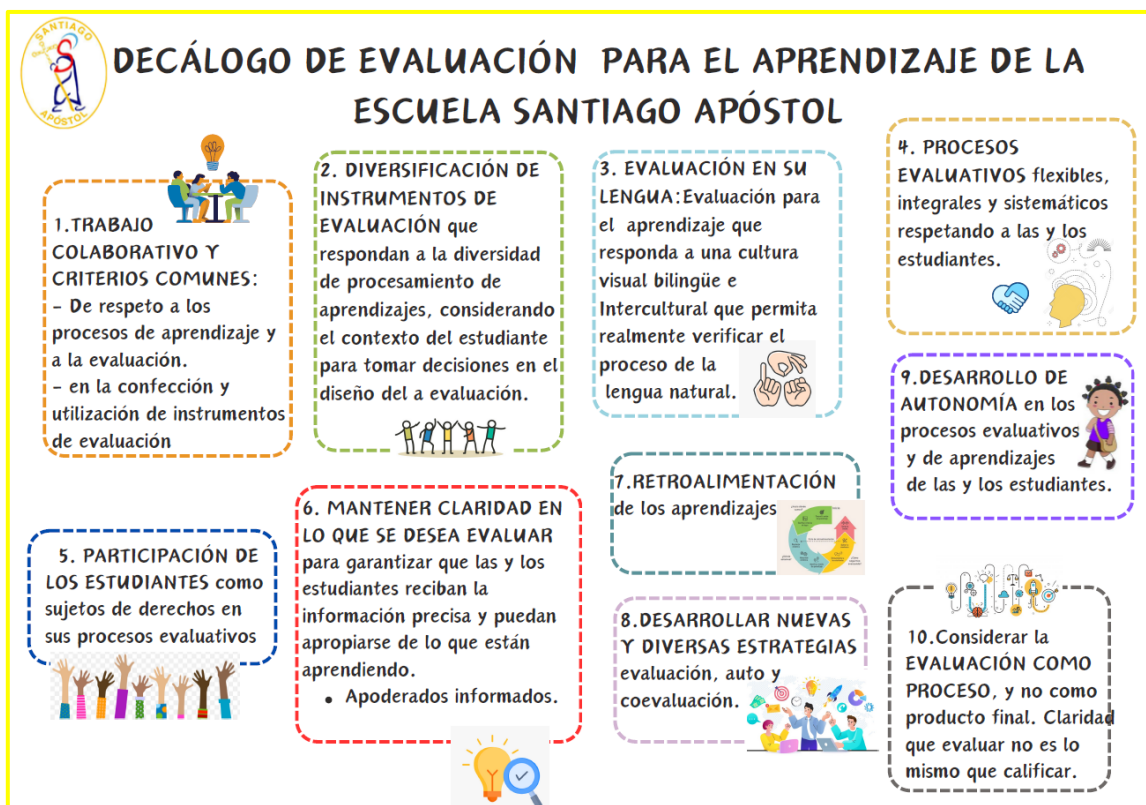 SANTIAGO
APÓSTOL
DECÁLOGO DE EVALUACIÓN PARA EL APRENDIZAJE DE LA
ESCUELA SANTIAGO APÓSTOL
1.TRABAJO
COLABORATIVO Y
CRITERIOS COMUNES:
- De respeto a los
procesos de aprendizaje y
a la evaluación.
- en la confección y
utilización de instrumentos
de evaluación
2. DIVERSIFICACIÓN DE
INSTRUMENTOS DE
EVALUACIÓN que
respondan a la diversidad
de procesamiento de
aprendizajes, considerando
el contexto del estudiante
para tomar decisiones en el
diseño del a evaluación.
3. EVALUACIÓN EN SU
LENGUA:Evaluación para
el aprendizaje que
responda a una cultura
visual bilingüe e
Intercultural que permita
realmente verificar el
proceso de la
lengua natural.
4. PROCESOS
EVALUATIVOS flexibles,
integrales y sistemáticos
respetando a las y los
estudiantes.
5. PARTICIPACIÓN DE
LOS ESTUDIANTES como
sujetos de derechos en
sus procesos evaluativos
6. MANTENER CLARIDAD EN
LO QUE SE DESEA EVALUAR
para garantizar que las y los
estudiantes reciban la
información precisa y puedan
apropiarse de lo que están
aprendiendo.
• Apoderados informados.
7.RETROALIMENTACIÓN
de los aprendizajes
8.DESARROLLAR NUEVAS
Y DIVERSAS ESTRATEGIAS
evaluación, auto y
coevaluación.
9.DESARROLLO DE
AUTONOMÍA en los
procesos evaluativos
y de aprendizajes
de las y los estudiantes.
10.Considerar la
EVALUACIÓN COMO
PROCESO, y no como
producto final. Claridad
que evaluar no es lo
mismo que calificar.